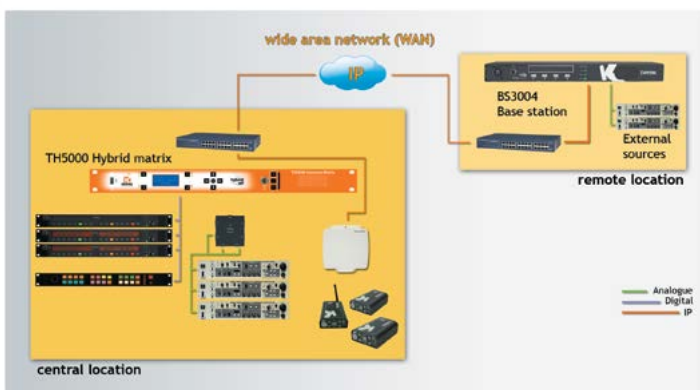 wide area network (WAN)
IP
BS3004
Base station
External
sources
remote location
TH5000 Hybrid matrix
central location
Analogue
Digital
IP